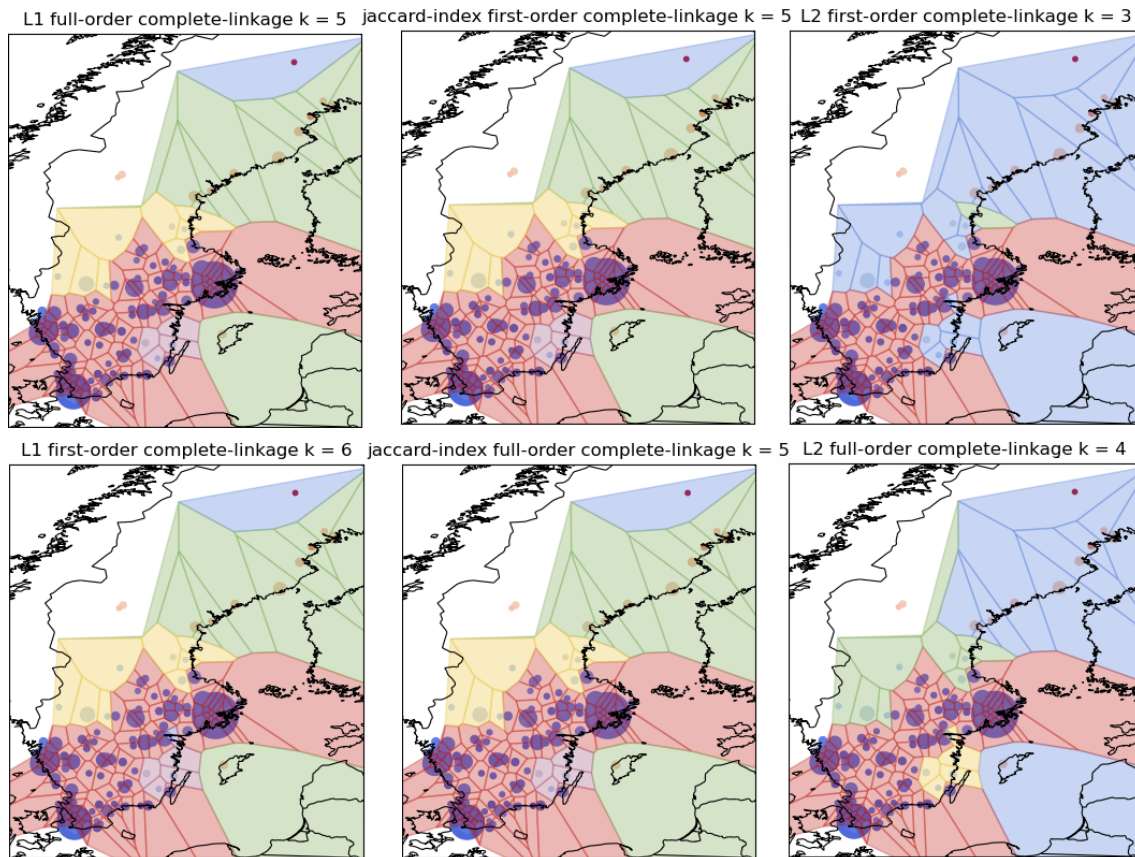 L1 full-order complete-linkage k = 5
jaccard-index first-order complete-linkage k = 5
L2 first-order complete-linkage k = 3
L1 first-order complete-linkage k = 6
jaccard-index full-order complete-linkage k = 5
L2 full-order complete-linkage k = 4